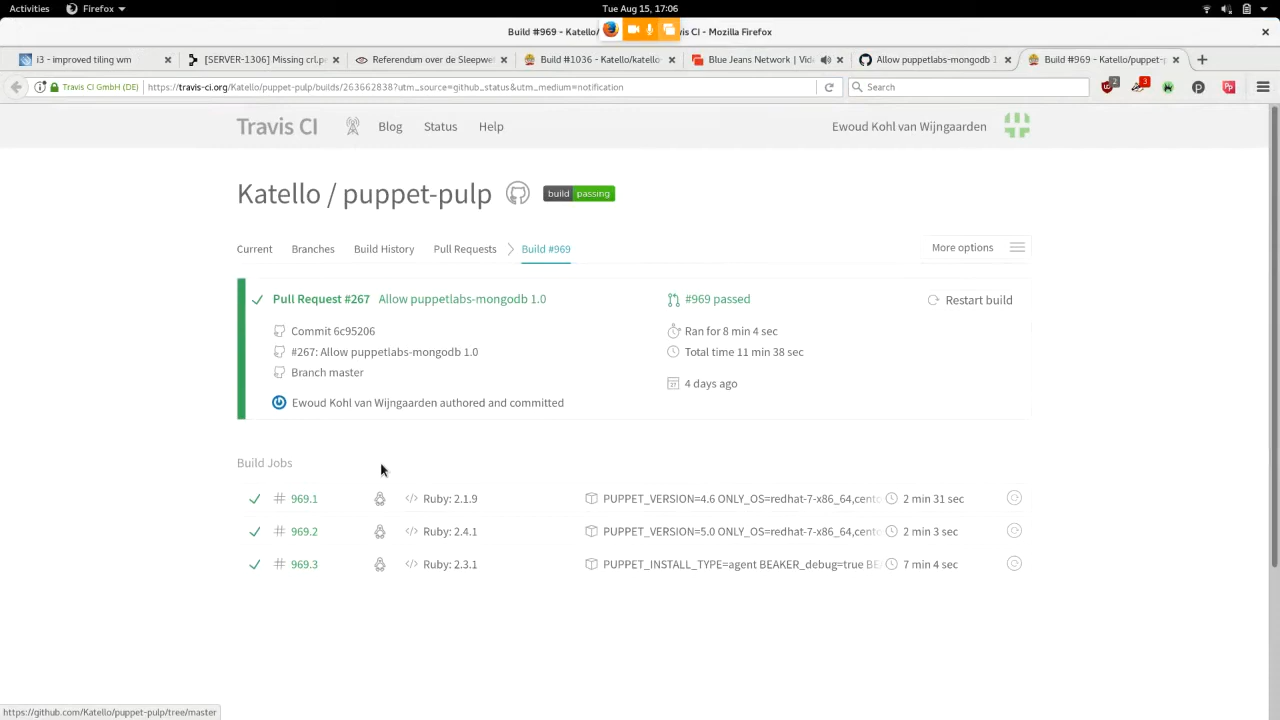 Activities Firefox Tue Aug 15, 17:06
Build #969 - Katello/ vis CI - Mozilla Firefox
i3 - improved tiling wm [SERVER-1306] Missing crl.pe Referendum over de Sleepwe Build #1036 - Katello/katello Blue Jeans Network | Vid Allow puppetlabs-mongodb 1 Build #969 - Katello/puppet-p
Travis CI GmbH (DE) https://travis-ci.org/Katello/puppet-pulp/builds/263662838?utm_source=github_status&utm_medium=notification Search 2 3
Travis CI Blog Status Help Ewoud Kohl van Wijngaarden
Katello / puppet-pulp build passing
Current Branches Build History Pull Requests Build #969 More options
Pull Request #267 Allow puppetlabs-mongodb 1.0 #969 passed Restart build
Commit 6c95206 Ran for 8 min 4 sec
#267: Allow puppetlabs-mongodb 1.0 Total time 11 min 38 sec
Branch master 4 days ago
Ewoud Kohl van Wijngaarden authored and committed
Build Jobs
# 969.1 Ruby: 2.1.9 PUPPET_VERSION=4.6 ONLY_OS=redhat-7-x86_64,cento 2 min 31 sec
# 969.2 Ruby: 2.4.1 PUPPET_VERSION=5.0 ONLY_OS=redhat-7-x86_64,cento 2 min 3 sec
# 969.3 Ruby: 2.3.1 PUPPET_INSTALL_TYPE=agent BEAKER_debug=true BE 7 min 4 sec
https://github.com/Katello/puppet-pulp/tree/master